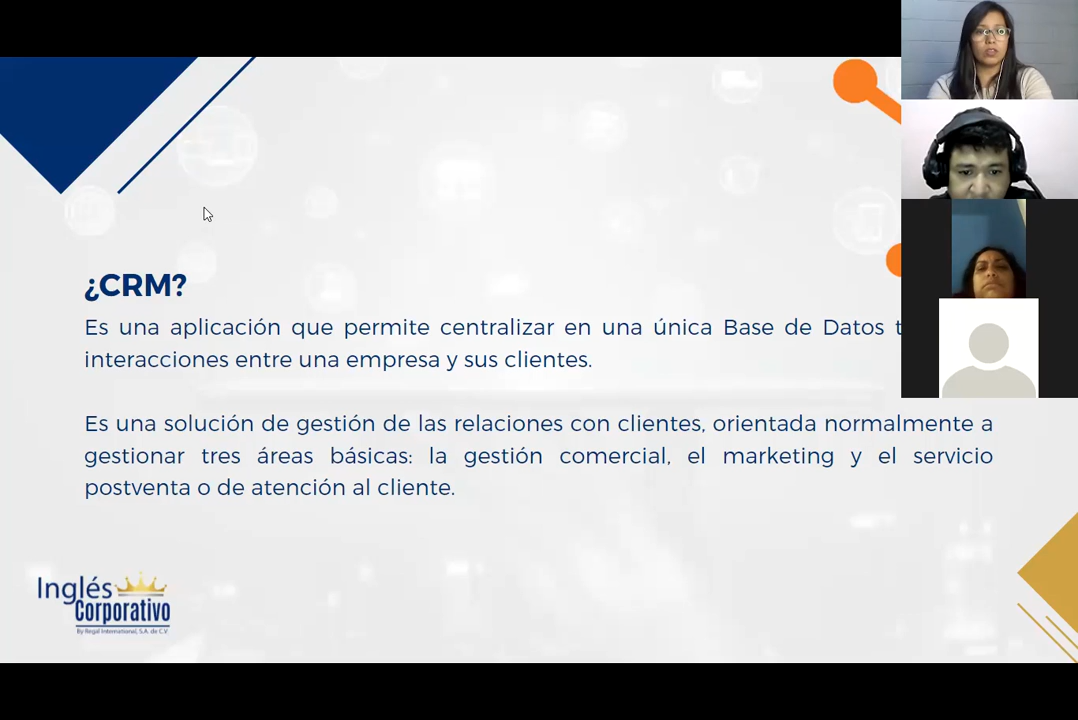 ¿CRM?
Es una aplicación que permite centralizar en una única Base de Datos
interacciones entre una empresa y sus clientes.
Es una solución de gestión de las relaciones con clientes, orientada normalmente a
gestionar tres áreas básicas: la gestión comercial, el marketing y el servicio
postventa o de atención al cliente.
Inglés
Corporativo
By Regal International, S.A. de C.V.